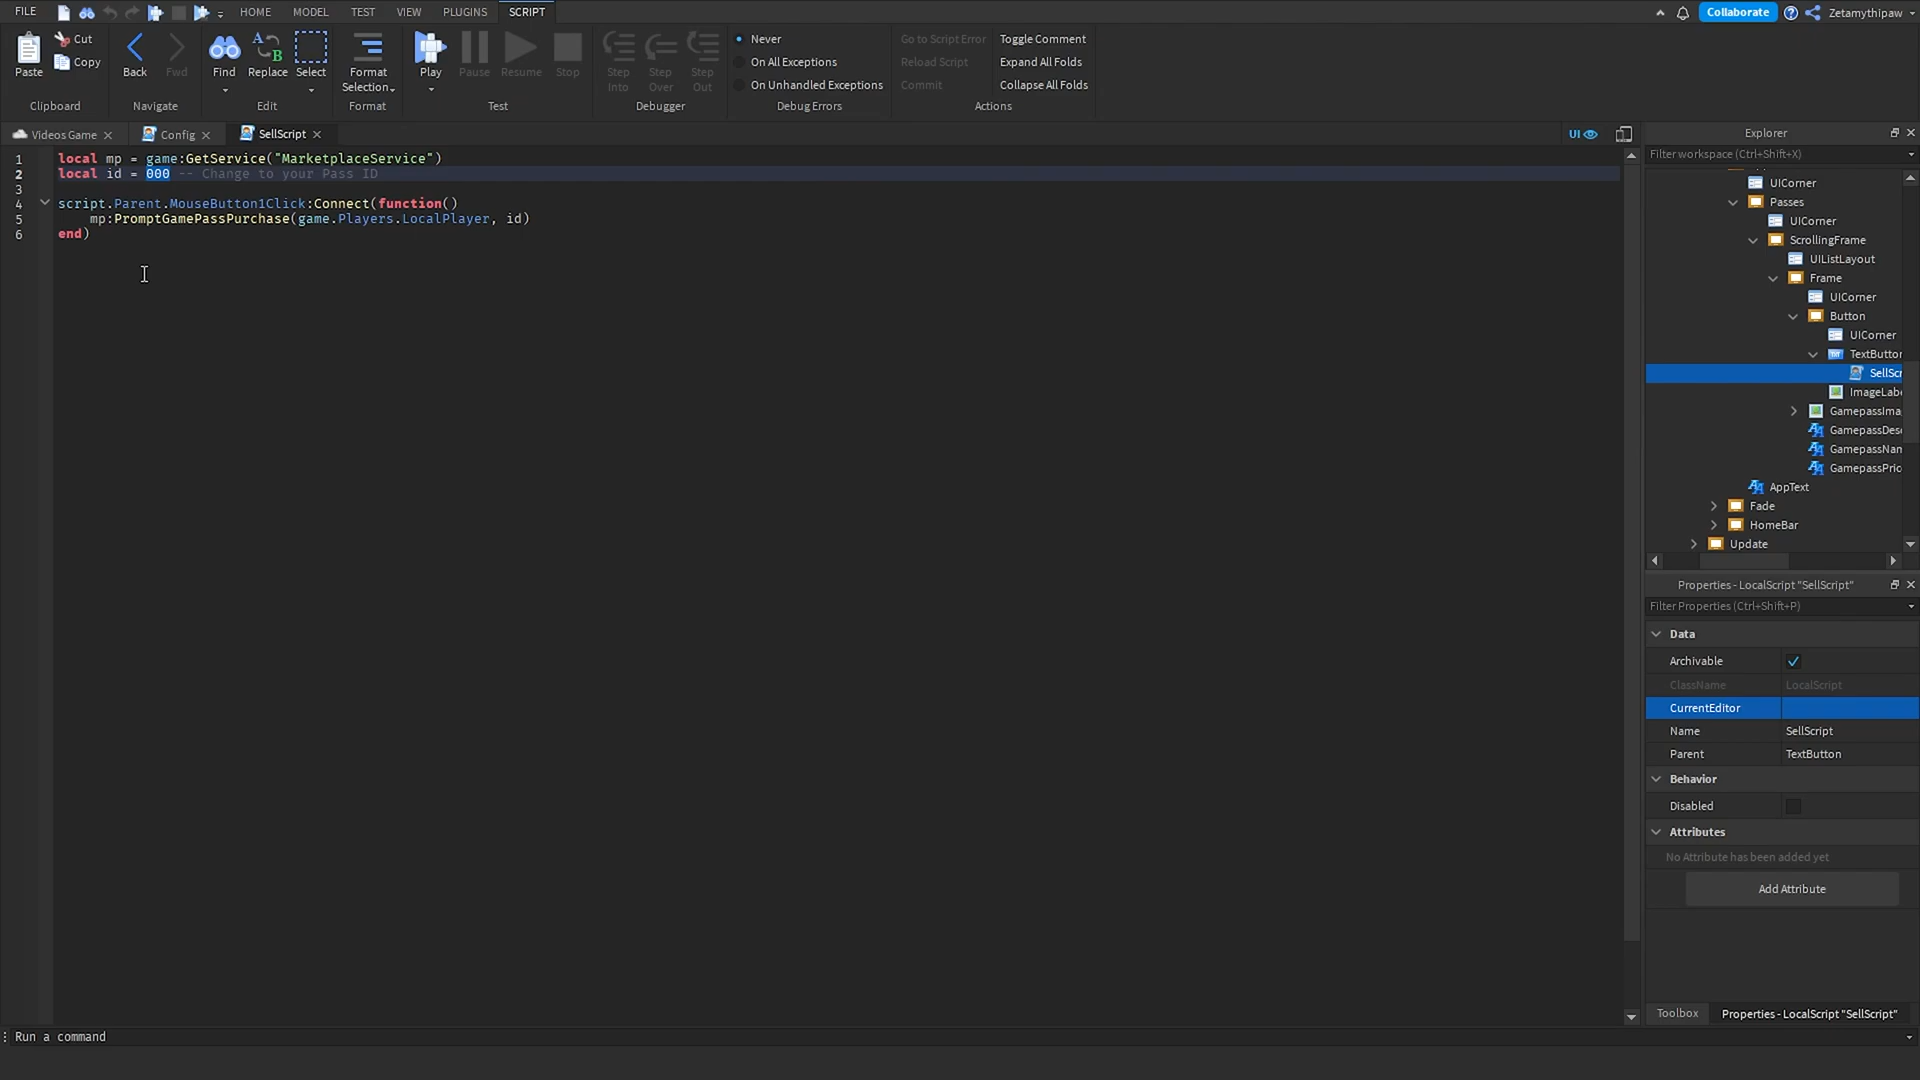 FILE HOME MODEL TEST VIEW PLUGINS SCRIPT Collaborate Zetamythipaw
Paste Cut Copy Back Fwd Find Replace Select Format Selection Play Pause Resume Stop Step Into Step Over Step Out
Never
On All Exceptions
On Unhandled Exceptions
Go to Script Error
Reload Script
Commit
Toggle Comment
Expand All Folds
Collapse All Folds
Clipboard Navigate Edit Format Test Debugger Debug Errors Actions
Videos Game Config SellScript UI
1 local mp = game:GetService("MarketplaceService")
2 local id = 000 -- Change to your Pass ID
3
4 script.Parent.MouseButton1Click:Connect(function()
5 mp:PromptGamePassPurchase(game.Players.LocalPlayer, id)
6 end)
Explorer
Filter workspace (Ctrl+Shift+X)
UICorner
Passes
UICorner
ScrollingFrame
UIListLayout
Frame
UICorner
Button
UICorner
TextButton
SellScr
ImageLabe
GamepassIma
GamepassDesc
GamepassNam
GamepassPric
AppText
Fade
HomeBar
Update
Properties - LocalScript "SellScript"
Filter Properties (Ctrl+Shift+P)
Data
Archivable
ClassName LocalScript
CurrentEditor
Name SellScript
Parent TextButton
Behavior
Disabled
Attributes
No Attribute has been added yet
Add Attribute
Toolbox Properties - LocalScript "SellScript"
Run a command